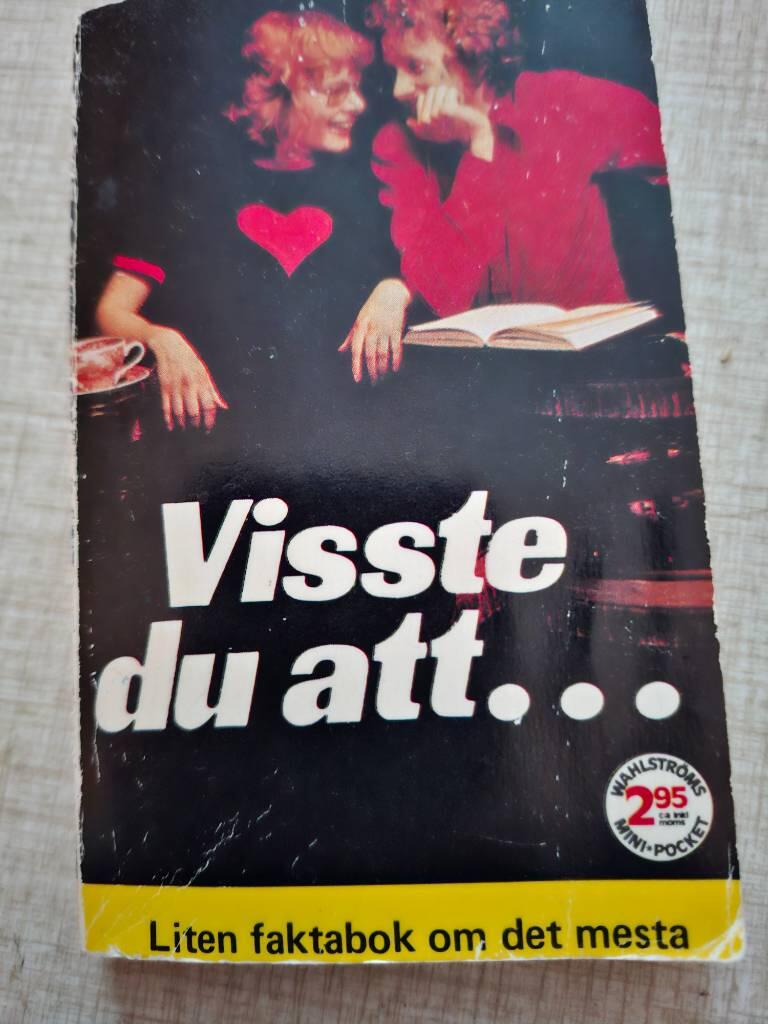 Visste
du att...
WAHLSTRÖMS
2 95
ca inkl
moms
MINI-POCKET
Liten faktabok om det mesta